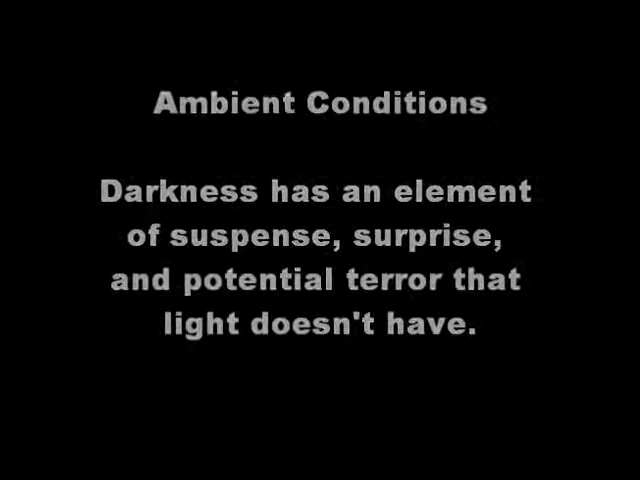 Ambient Conditions
Darkness has an element
of suspense, surprise,
and potential terror that
light doesn't have.